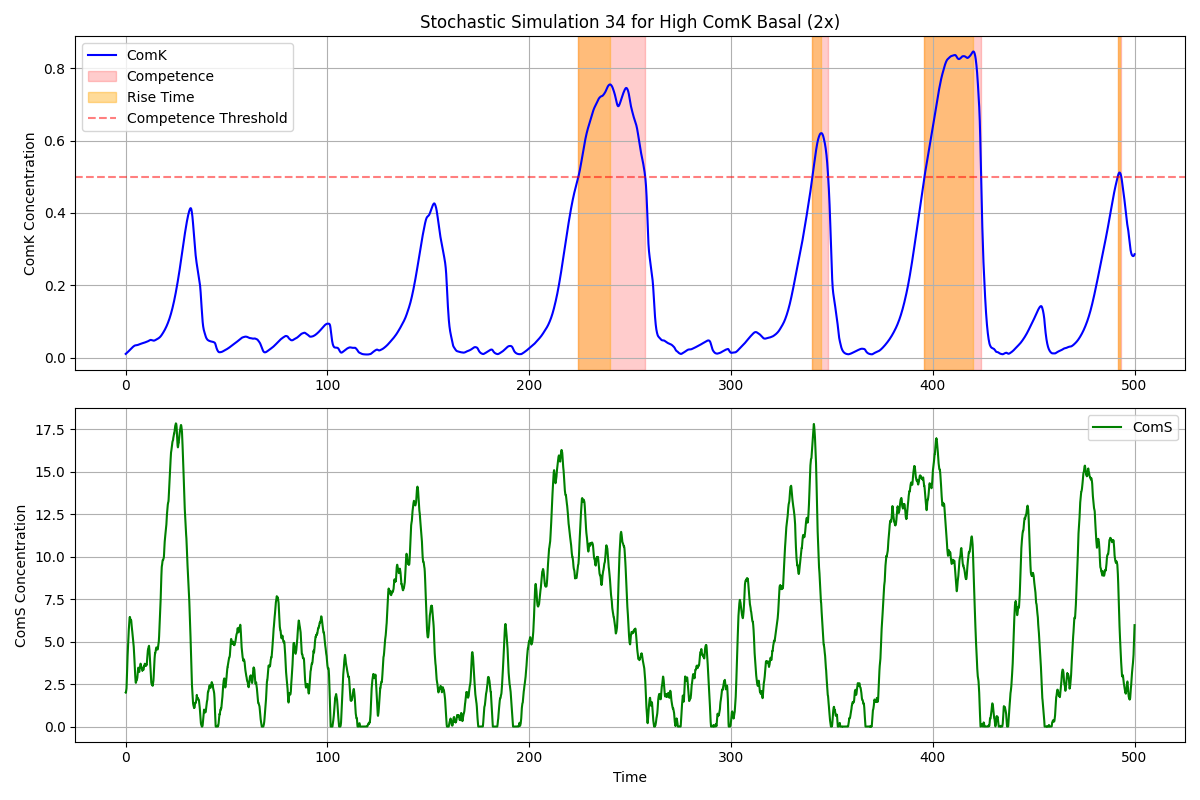 Stochastic Simulation 34 for High ComK Basal (2x)
ComK
Competence
Rise Time
Competence Threshold
ComK Concentration
0.8
0.6
0.4
0.2
0.0
0 100 200 300 400 500
ComS
ComS Concentration
17.5
15.0
12.5
10.0
7.5
5.0
2.5
0.0
0 100 200 300 400 500
Time